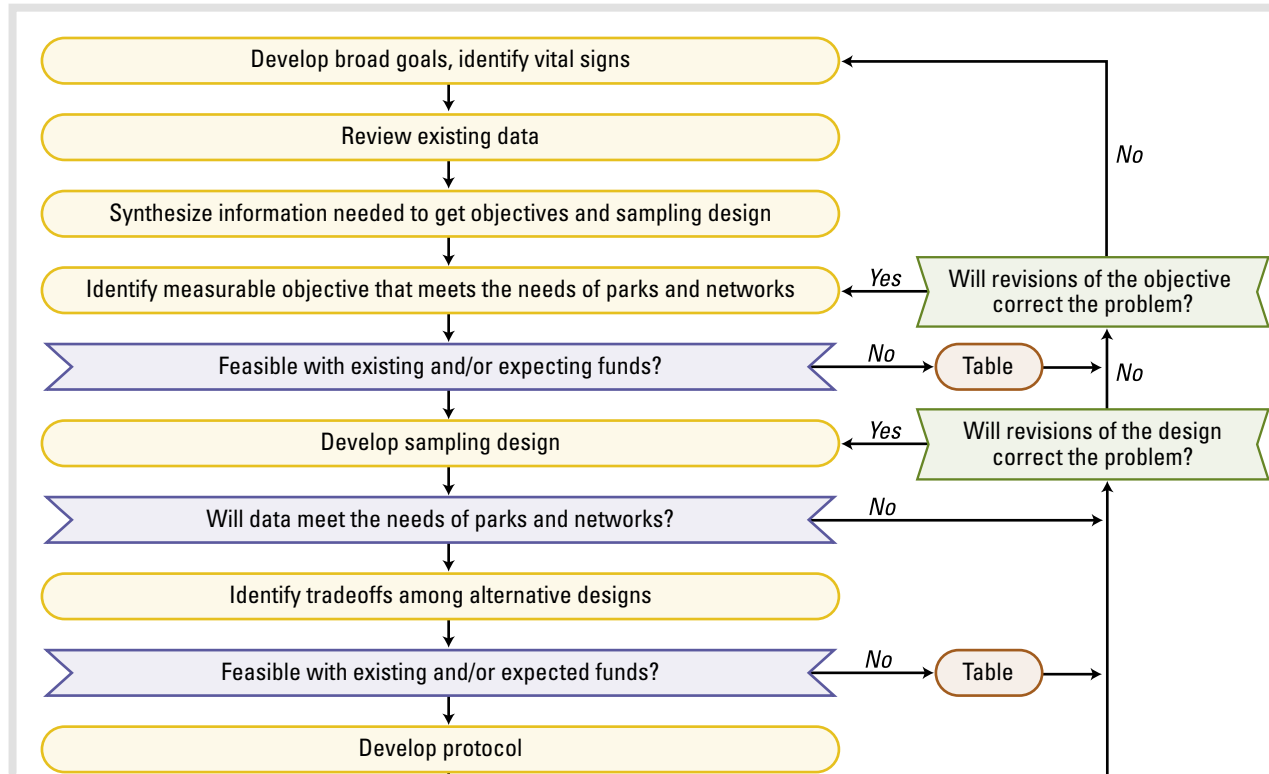 Develop broad goals, identify vital signs
Review existing data
No
Synthesize information needed to get objectives and sampling design
Identify measurable objective that meets the needs of parks and networks
Yes
Will revisions of the objective
correct the problem?
Feasible with existing and/or expecting funds?
No
Table
No
Develop sampling design
Yes
Will revisions of the design
correct the problem?
Will data meet the needs of parks and networks?
No
Identify tradeoffs among alternative designs
Feasible with existing and/or expected funds?
No
Table
Develop protocol